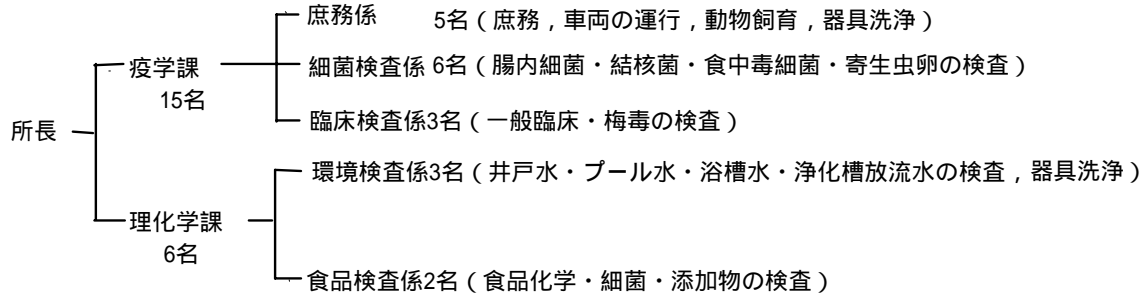 庶務係 5名(庶務,車両の運行,動物飼育,器具洗浄)
疫学課
細菌検査係 6名(腸内細菌・結核菌・食中毒細菌・寄生虫卵の検査)
15名
臨床検査係3名(一般臨床・梅毒の検査)
所長
環境検査係3名(井戸水・プール水・浴槽水・浄化槽放流水の検査,器具洗浄)
理化学課
6名
食品検査係2名(食品化学・細菌・添加物の検査)